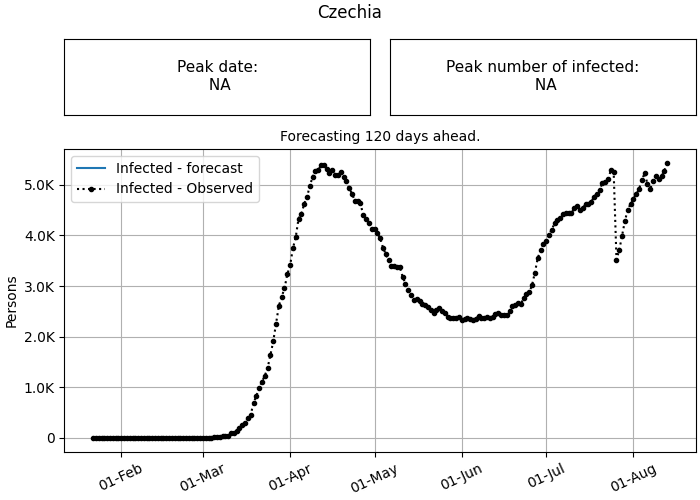 Czechia
Peak date:
NA
Peak number of infected:
NA
Forecasting 120 days ahead.
Infected - forecast
Infected - Observed
Persons
5.0K
4.0K
3.0K
2.0K
1.0K
0
01-Feb
01-Mar
01-Apr
01-May
01-Jun
01-Jul
01-Aug